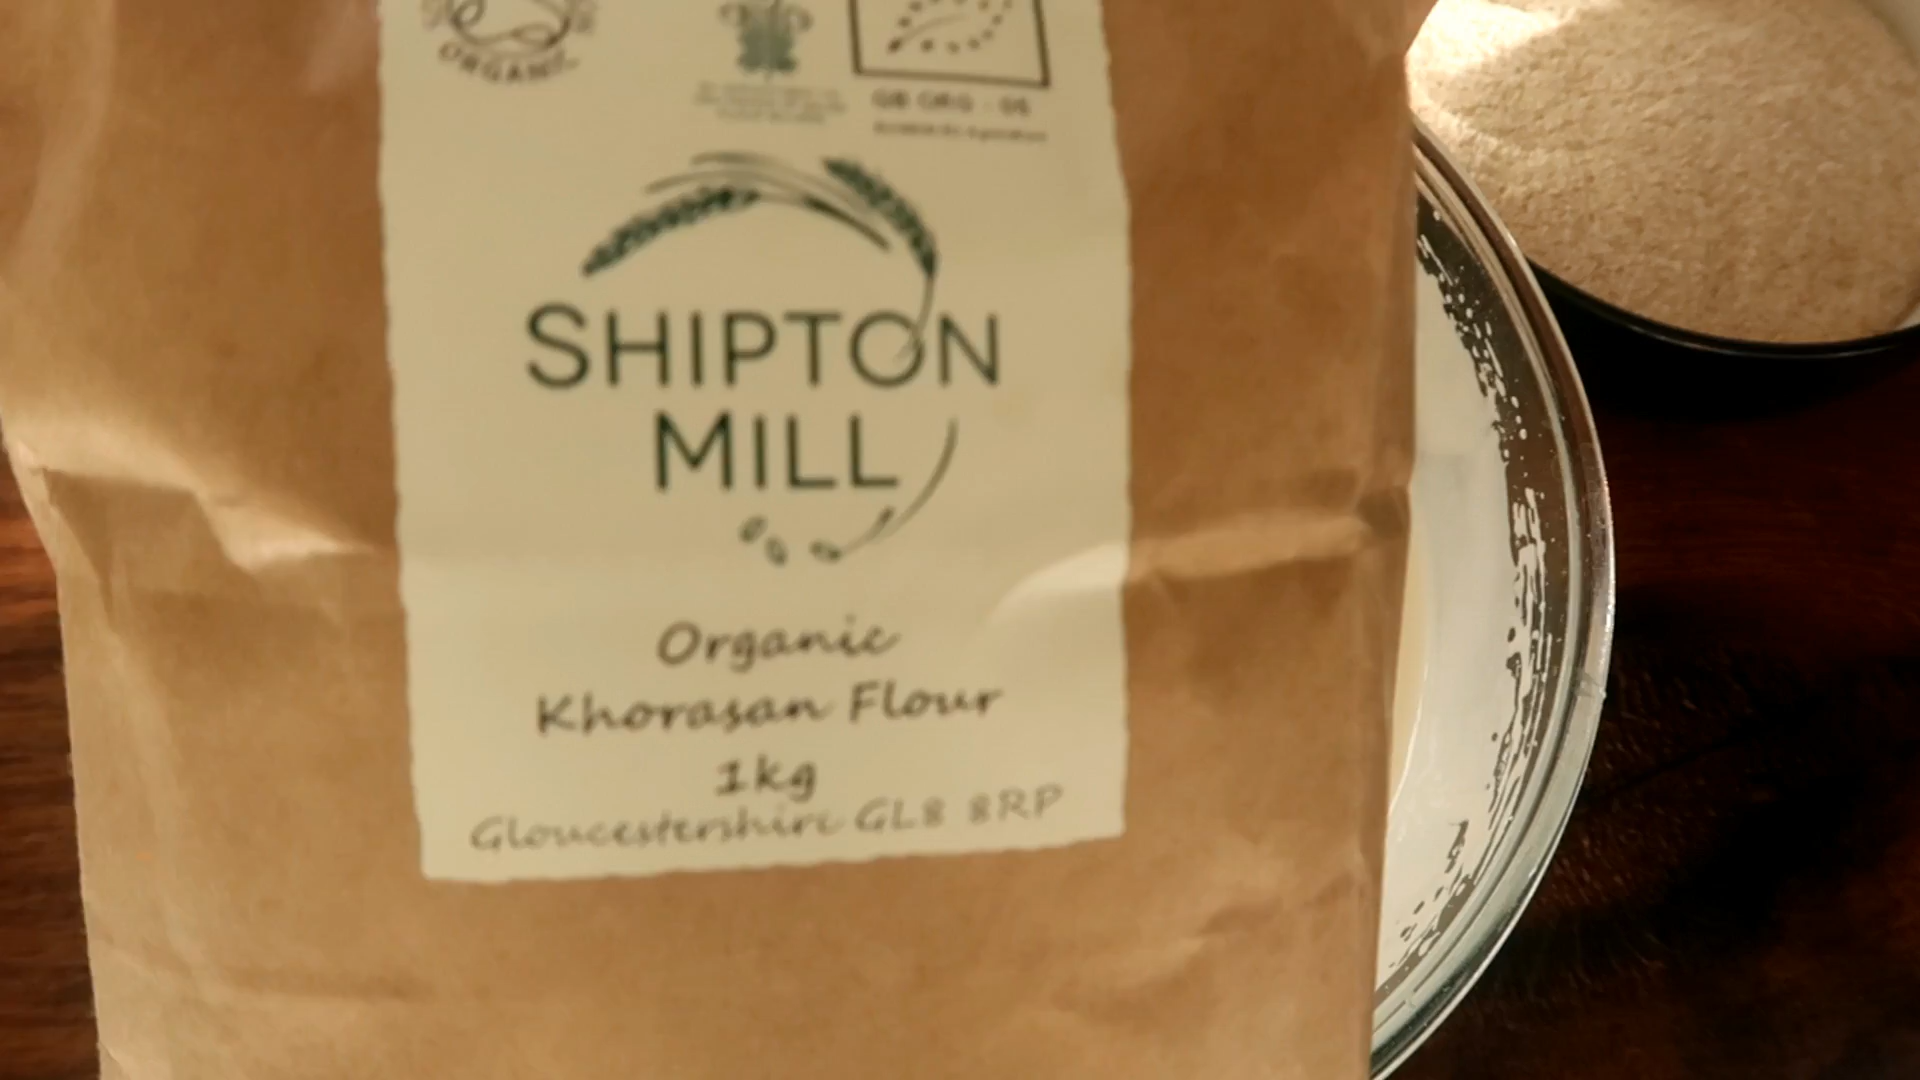 ORGANIC
GB ORG - 05
SHIPTON
MILL
Organic
Khorasan Flour
1kg
Gloucestershire GL8 8RP